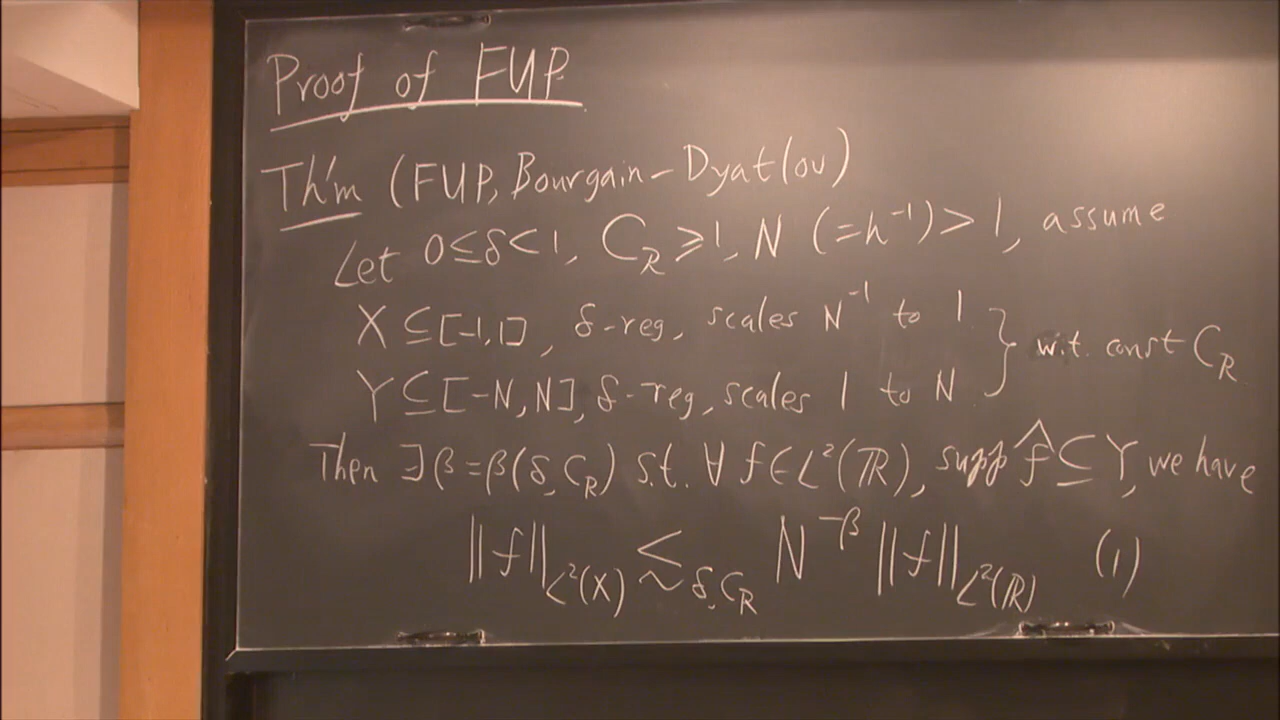 Proof of FUP
Th'm (FUP, Bourgain-Dyatlov)
Let 0≤δ<1, C_R ≥1, N (=h^{-1}) > 1, assume
X ⊆ [-1,1], δ-reg, scales N^{-1} to 1 } w.t. const C_R
Y ⊆ [-N, N], δ-reg, scales 1 to N
Then ∃ β = β(δ, C_R) s.t. ∀ f ∈ L²(ℝ), supp f̂ ⊆ Y, we have
||f||_{L²(X)} ≲_{δ, C_R} N^{-β} ||f||_{L²(ℝ)} (1)